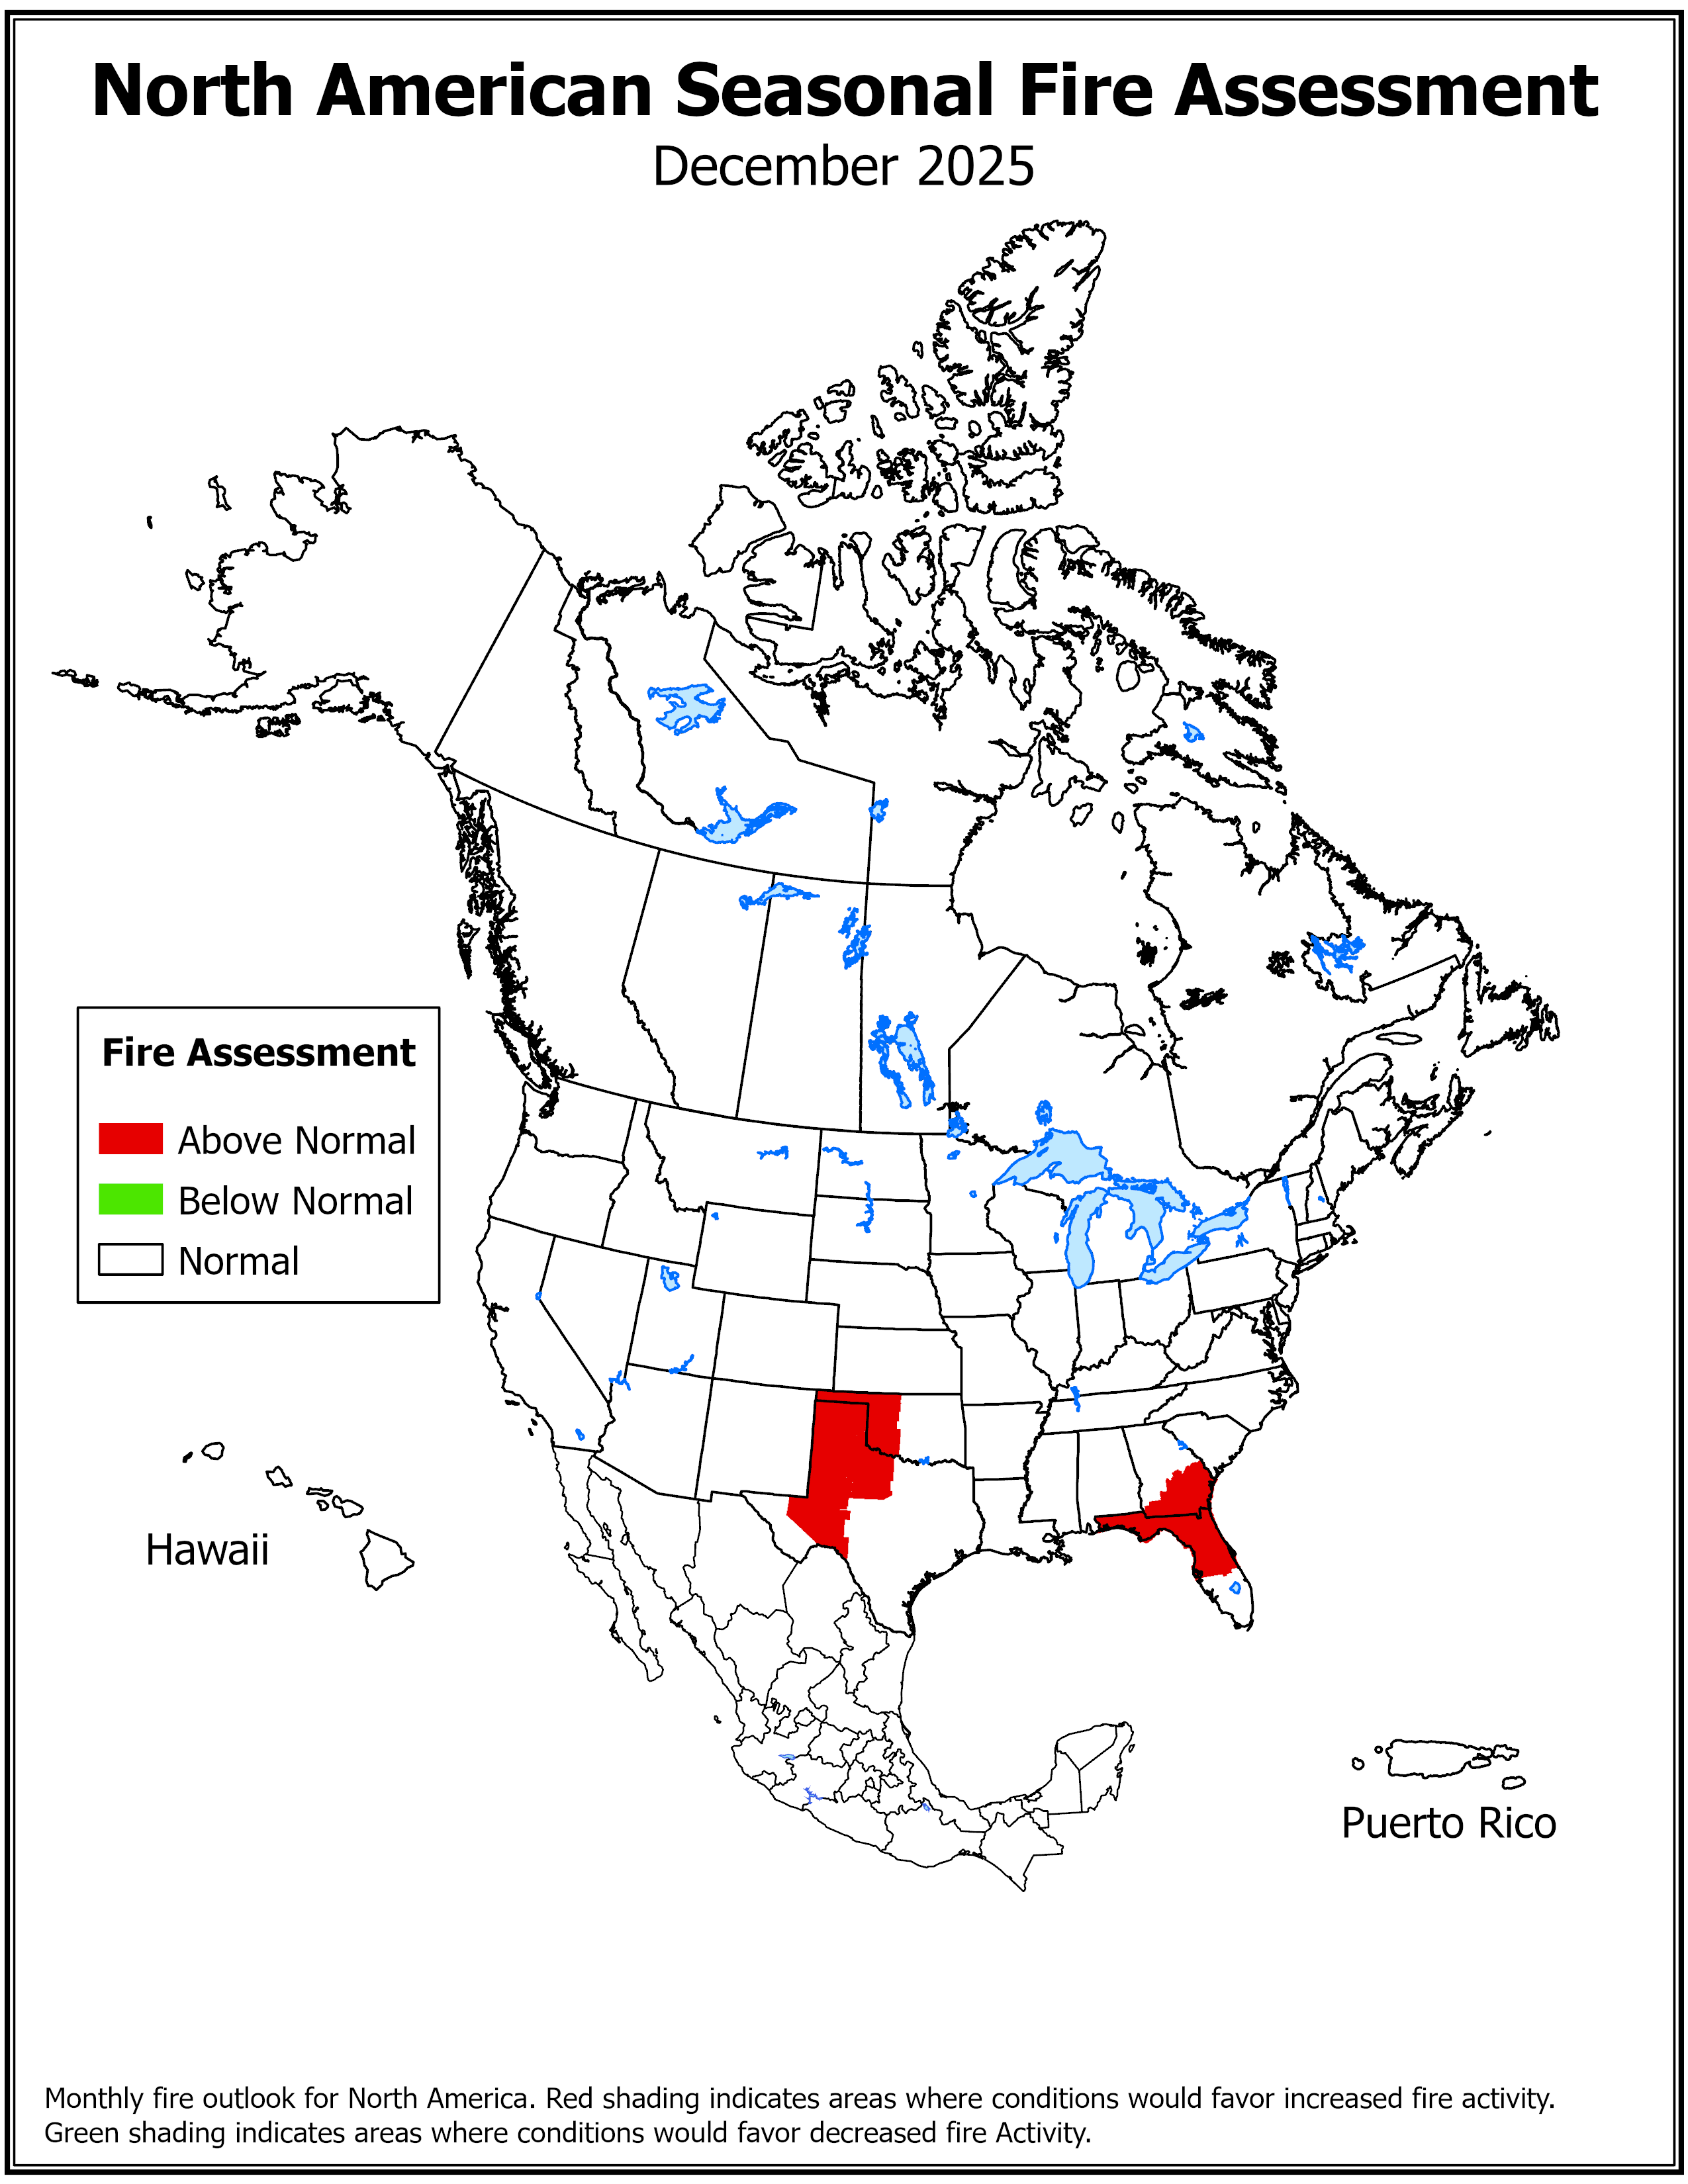 North American Seasonal Fire Assessment
December 2025
Fire Assessment
Above Normal
Below Normal
Normal
Hawaii
Puerto Rico
Monthly fire outlook for North America. Red shading indicates areas where conditions would favor increased fire activity.
Green shading indicates areas where conditions would favor decreased fire Activity.